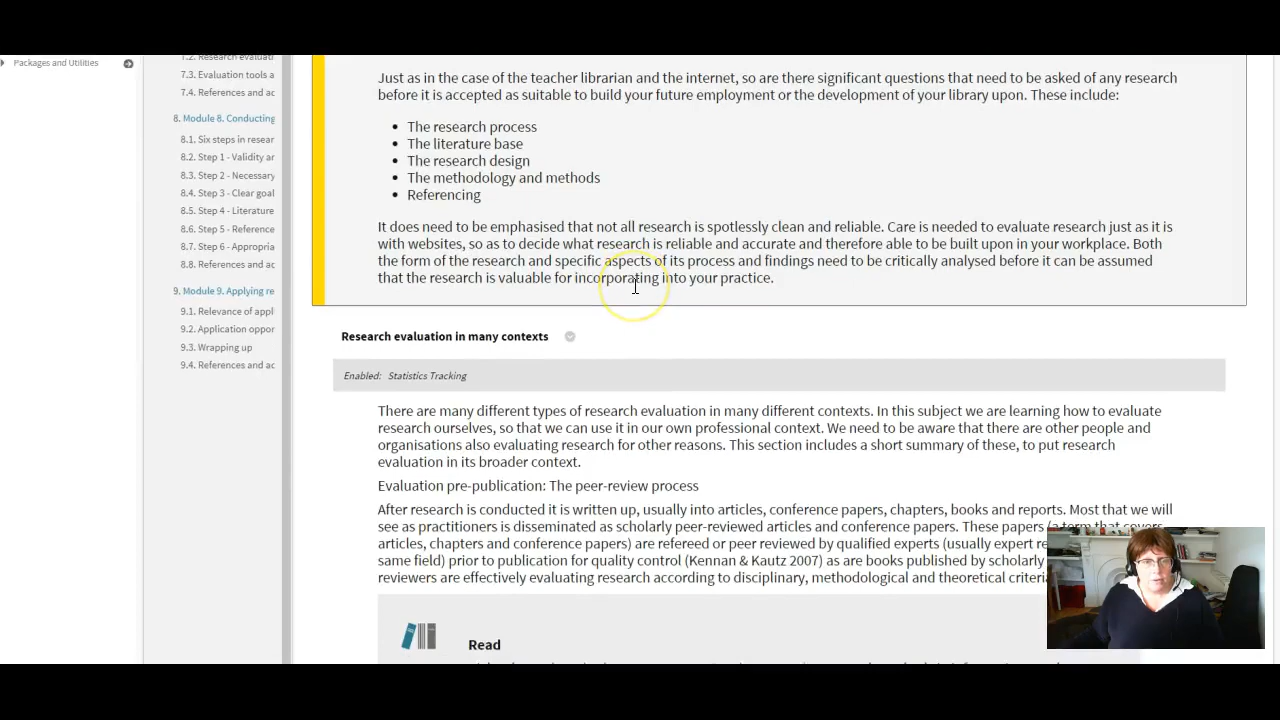 Packages and Utilities
7.2. Research evaluati
7.3. Evaluation tools a
7.4. References and ac
8. Module 8. Conducting
8.1. Six steps in resear
8.2. Step 1 - Validity ar
8.3. Step 2 - Necessary
8.4. Step 3 - Clear goal
8.5. Step 4 - Literature
8.6. Step 5 - Reference
8.7. Step 6 - Appropria
8.8. References and ac
9. Module 9. Applying re
9.1. Relevance of appl
9.2. Application oppor
9.3. Wrapping up
9.4. References and ac
Just as in the case of the teacher librarian and the internet, so are there significant questions that need to be asked of any research
before it is accepted as suitable to build your future employment or the development of your library upon. These include:
• The research process
• The literature base
• The research design
• The methodology and methods
• Referencing
It does need to be emphasised that not all research is spotlessly clean and reliable. Care is needed to evaluate research just as it is
with websites, so as to decide what research is reliable and accurate and therefore able to be built upon in your workplace. Both
the form of the research and specific aspects of its process and findings need to be critically analysed before it can be assumed
that the research is valuable for incorporating into your practice.
Research evaluation in many contexts
Enabled: Statistics Tracking
There are many different types of research evaluation in many different contexts. In this subject we are learning how to evaluate
research ourselves, so that we can use it in our own professional context. We need to be aware that there are other people and
organisations also evaluating research for other reasons. This section includes a short summary of these, to put research
evaluation in its broader context.
Evaluation pre-publication: The peer-review process
After research is conducted it is written up, usually into articles, conference papers, chapters, books and reports. Most that we will
see as practitioners is disseminated as scholarly peer-reviewed articles and conference papers. These papers (a term that covers
articles, chapters and conference papers) are refereed or peer reviewed by qualified experts (usually expert re
same field) prior to publication for quality control (Kennan & Kautz 2007) as are books published by scholarly
reviewers are effectively evaluating research according to disciplinary, methodological and theoretical criteria
Read